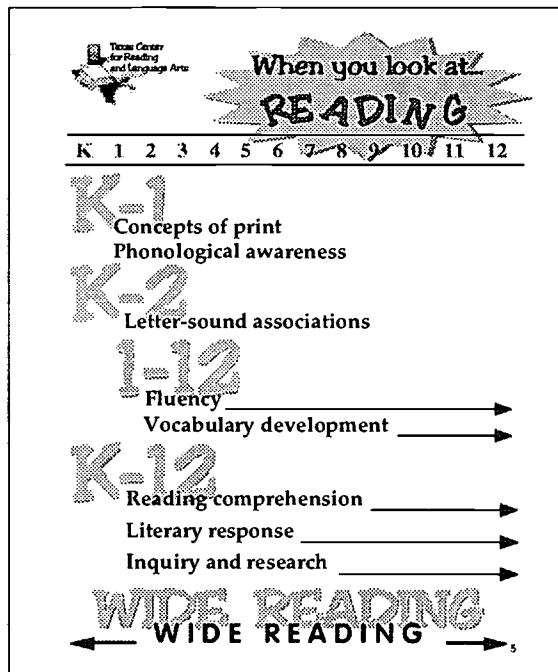 Texas Center
for Reading
and Language Arts
When you look at...
READING
K 1 2 3 4 5 6 7 8 9 10 11 12
K-1
Concepts of print
Phonological awareness
K-2
Letter-sound associations
1-12
Fluency
Vocabulary development
K-12
Reading comprehension
Literary response
Inquiry and research
WIDE READING
WIDE READING
5